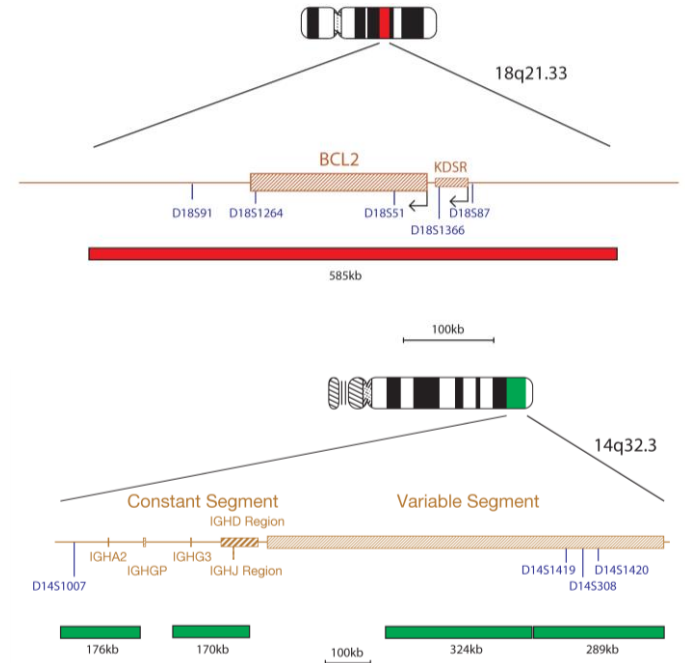 18q21.33
BCL2
KDSR
D18S91
D18S1264
D18S51
D18S87
D18S1366
585kb
100kb
14q32.3
Constant Segment
Variable Segment
IGHD Region
IGHA2
IGHG3
IGHGP
IGHJ Region
D14S1007
D14S1419
D14S1420
D14S308
176kb
170kb
324kb
289kb
100kb